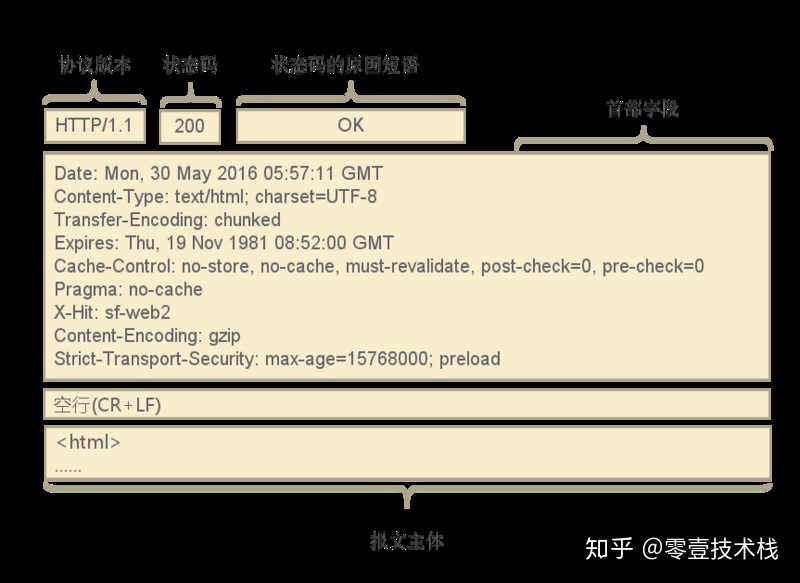 协议版本 状态码 状态码的原因短语
首部字段
HTTP/1.1 200 OK
Date: Mon, 30 May 2016 05:57:11 GMT
Content-Type: text/html; charset=UTF-8
Transfer-Encoding: chunked
Expires: Thu, 19 Nov 1981 08:52:00 GMT
Cache-Control: no-store, no-cache, must-revalidate, post-check=0, pre-check=0
Pragma: no-cache
X-Hit: sf-web2
Content-Encoding: gzip
Strict-Transport-Security: max-age=15768000; preload
空行(CR+LF)
<html>
......
报文主体
知乎 @零壹技术栈